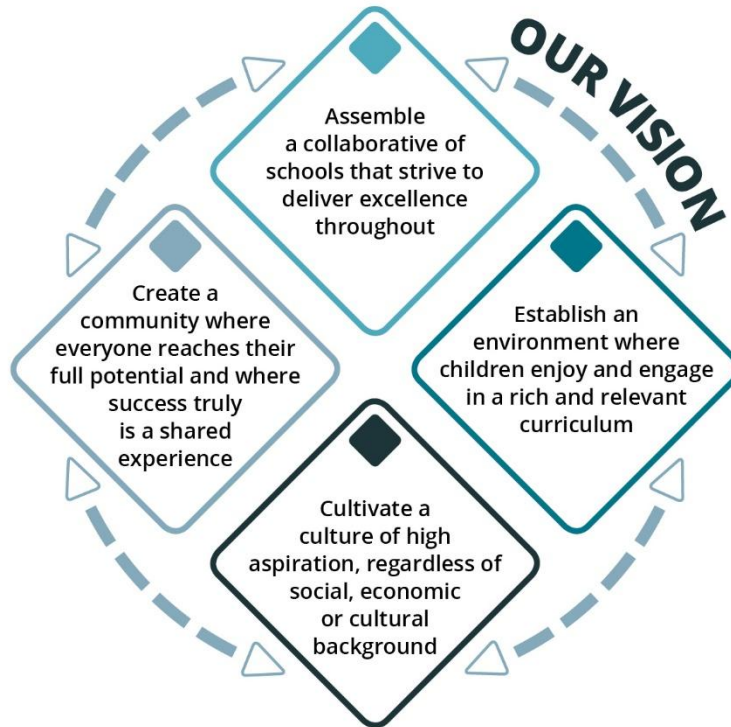 OUR VISION
Assemble
a collaborative of
schools that strive to
deliver excellence
throughout
Establish an
environment where
children enjoy and engage
in a rich and relevant
curriculum
Cultivate a
culture of high
aspiration, regardless of
social, economic
or cultural
background
Create a
community where
everyone reaches their
full potential and where
success truly
is a shared
experience